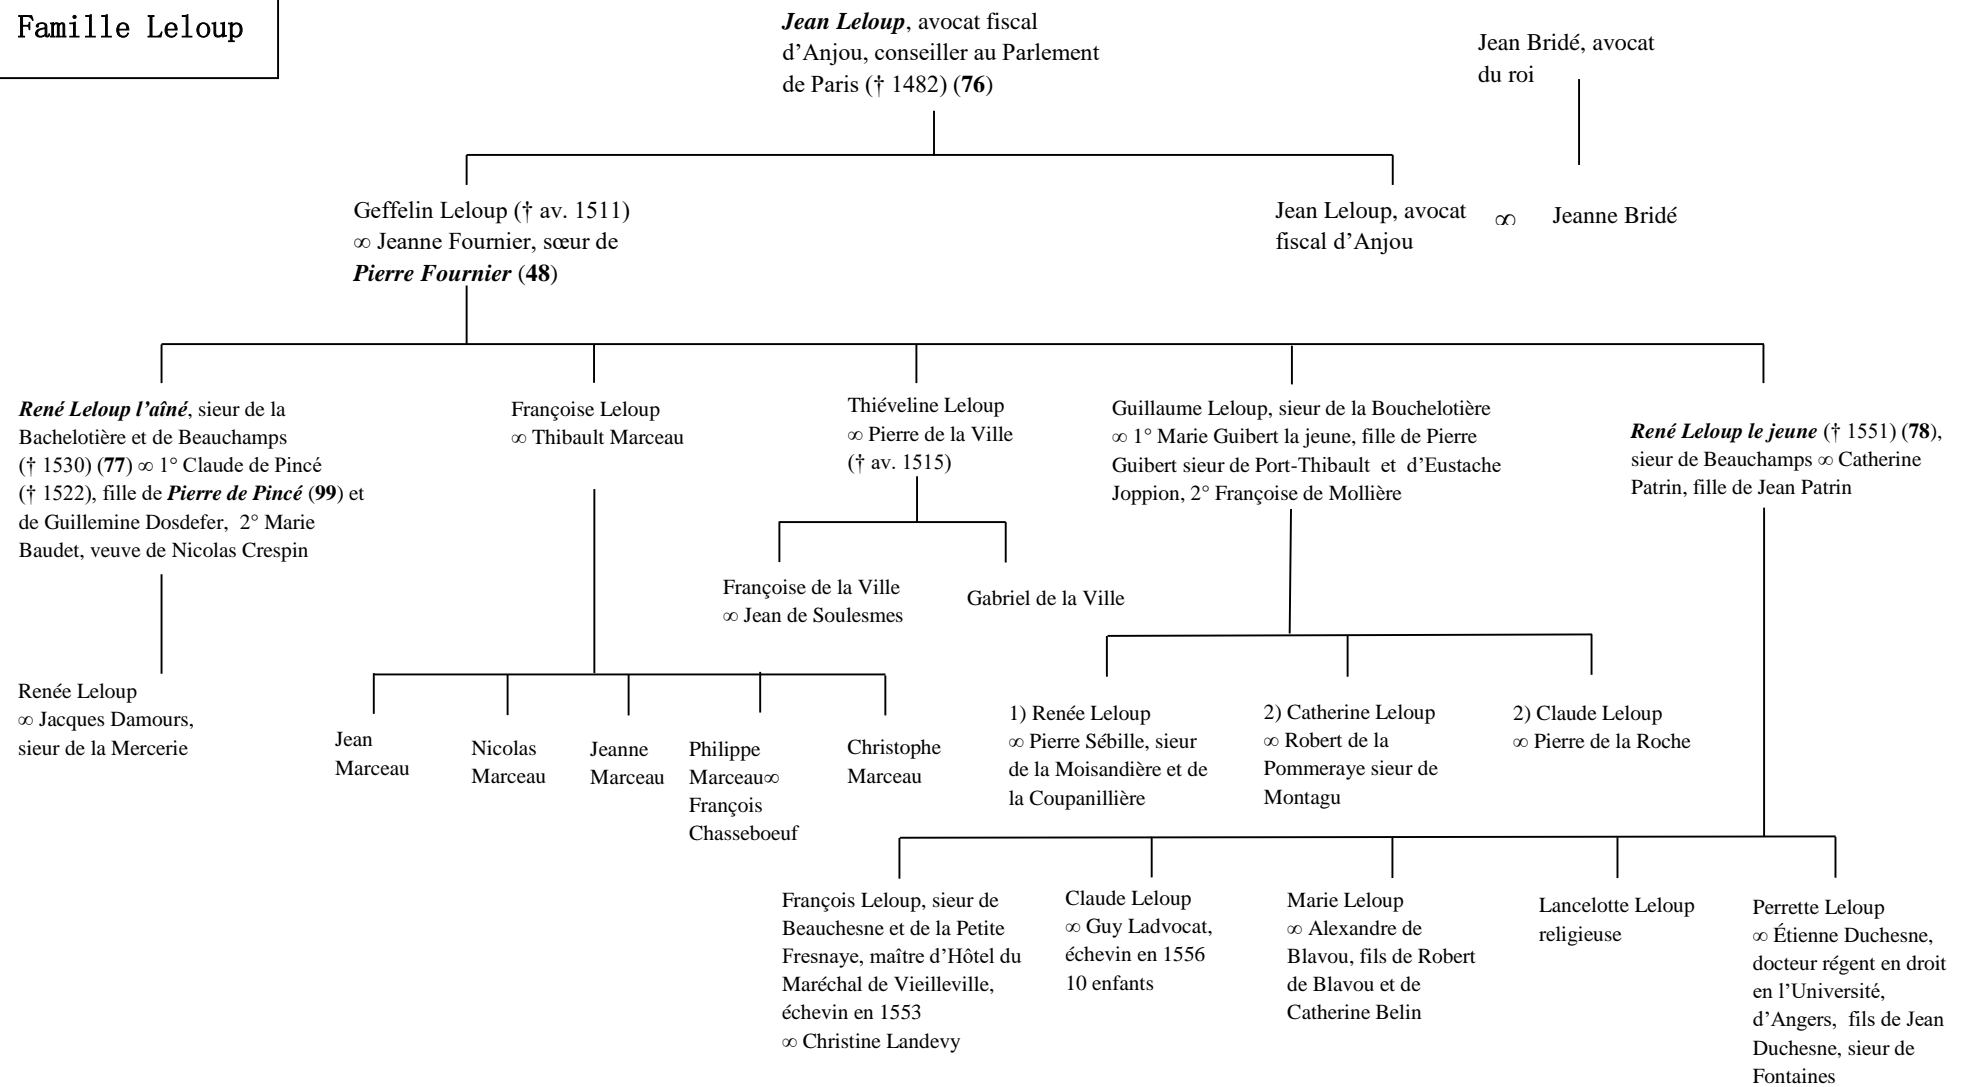 Famille Leloup
Jean Leloup, avocat fiscal
d’Anjou, conseiller au Parlement
de Paris († 1482) (76)
Jean Bridé, avocat
du roi
Geffelin Leloup († av. 1511)
∞ Jeanne Fournier, sœur de
Pierre Fournier (48)
Jean Leloup, avocat
fiscal d’Anjou
∞
Jeanne Bridé
René Leloup l’aîné, sieur de la
Bachelotière et de Beauchamps
(† 1530) (77) ∞ 1° Claude de Pincé
(† 1522), fille de Pierre de Pincé (99) et
de Guillemine Dosdefer, 2° Marie
Baudet, veuve de Nicolas Crespin
Françoise Leloup
∞ Thibault Marceau
Thiéveline Leloup
∞ Pierre de la Ville
(† av. 1515)
Guillaume Leloup, sieur de la Bouchelotière
∞ 1° Marie Guibert la jeune, fille de Pierre
Guibert sieur de Port-Thibault et d’Eustache
Joppion, 2° Françoise de Mollière
René Leloup le jeune († 1551) (78),
sieur de Beauchamps ∞ Catherine
Patrin, fille de Jean Patrin
Françoise de la Ville
∞ Jean de Soulesmes
Gabriel de la Ville
Renée Leloup
∞ Jacques Damours,
sieur de la Mercerie
Jean
Marceau
Nicolas
Marceau
Jeanne
Marceau
Philippe
Marceau∞
François
Chasseboeuf
Christophe
Marceau
1) Renée Leloup
∞ Pierre Sébille, sieur
de la Moisandière et de
la Coupanillière
2) Catherine Leloup
∞ Robert de la
Pommeraye sieur de
Montagu
2) Claude Leloup
∞ Pierre de la Roche
François Leloup, sieur de
Beauchesne et de la Petite
Fresnaye, maître d’Hôtel du
Maréchal de Vieilleville,
échevin en 1553
∞ Christine Landevy
Claude Leloup
∞ Guy Ladvocat,
échevin en 1556
10 enfants
Marie Leloup
∞ Alexandre de
Blavou, fils de Robert
de Blavou et de
Catherine Belin
Lancelotte Leloup
religieuse
Perrette Leloup
∞ Étienne Duchesne,
docteur régent en droit
en l’Université,
d’Angers, fils de Jean
Duchesne, sieur de
Fontaines